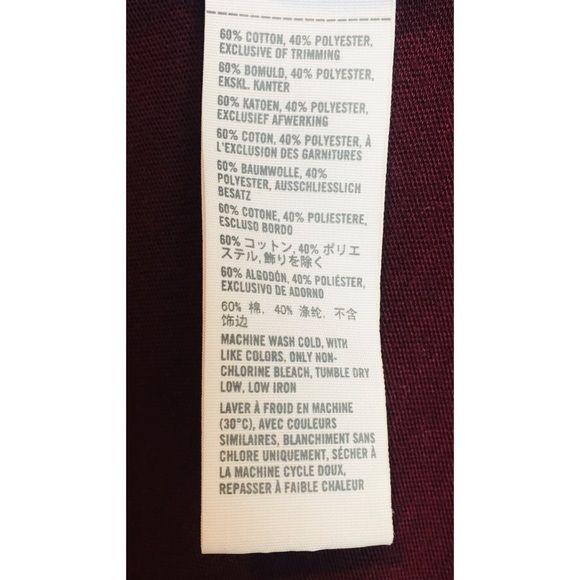 60% COTTON, 40% POLYESTER,
EXCLUSIVE OF TRIMMING
60% BOMULD, 40% POLYESTER,
EKSKL. KANTER
60% KATOEN, 40% POLYESTER,
EXCLUSIEF AFWERKING
60% COTON, 40% POLYESTER, À
L'EXCLUSION DES GARNITURES
60% BAUMWOLLE, 40%
POLYESTER, AUSSCHLIESSLICH
BESATZ
60% COTONE, 40% POLIESTERE,
ESCLUSO BORDO
60% コットン, 40% ポリエ
ステル, 飾りを除く
60% ALGODÓN, 40% POLIÉSTER,
EXCLUSIVO DE ADORNO
60% 棉, 40% 涤纶, 不含
饰边
MACHINE WASH COLD, WITH
LIKE COLORS, ONLY NON-
CHLORINE BLEACH, TUMBLE DRY
LOW, LOW IRON
LAVER À FROID EN MACHINE
(30°C), AVEC COULEURS
SIMILAIRES, BLANCHIMENT SANS
CHLORE UNIQUEMENT, SÉCHER À
LA MACHINE CYCLE DOUX,
REPASSER À FAIBLE CHALEUR